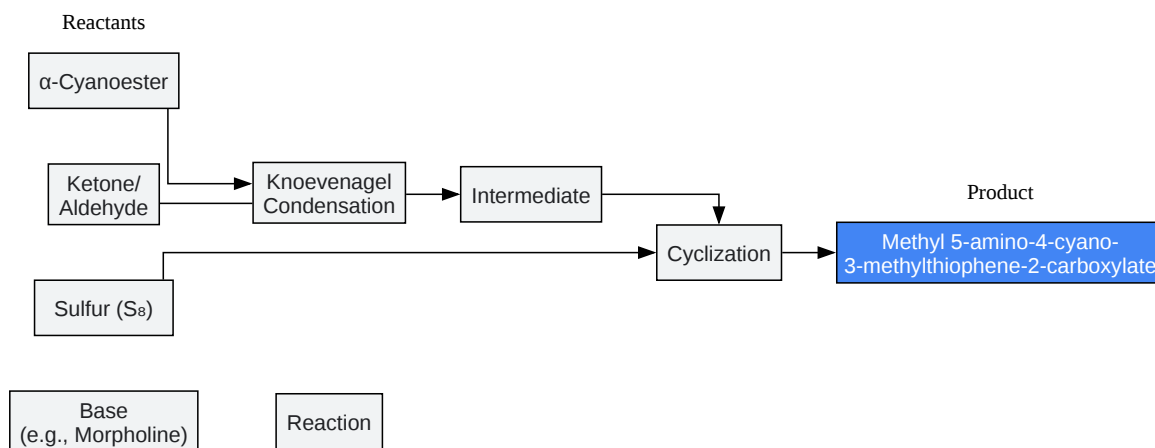 Reactants
α-Cyanoester
Ketone/
Aldehyde
Knoevenagel
Condensation
Intermediate
Product
Cyclization
Methyl 5-amino-4-cyano-
3-methylthiophene-2-carboxylate
Sulfur (S₈)
Base
(e.g., Morpholine)
Reaction